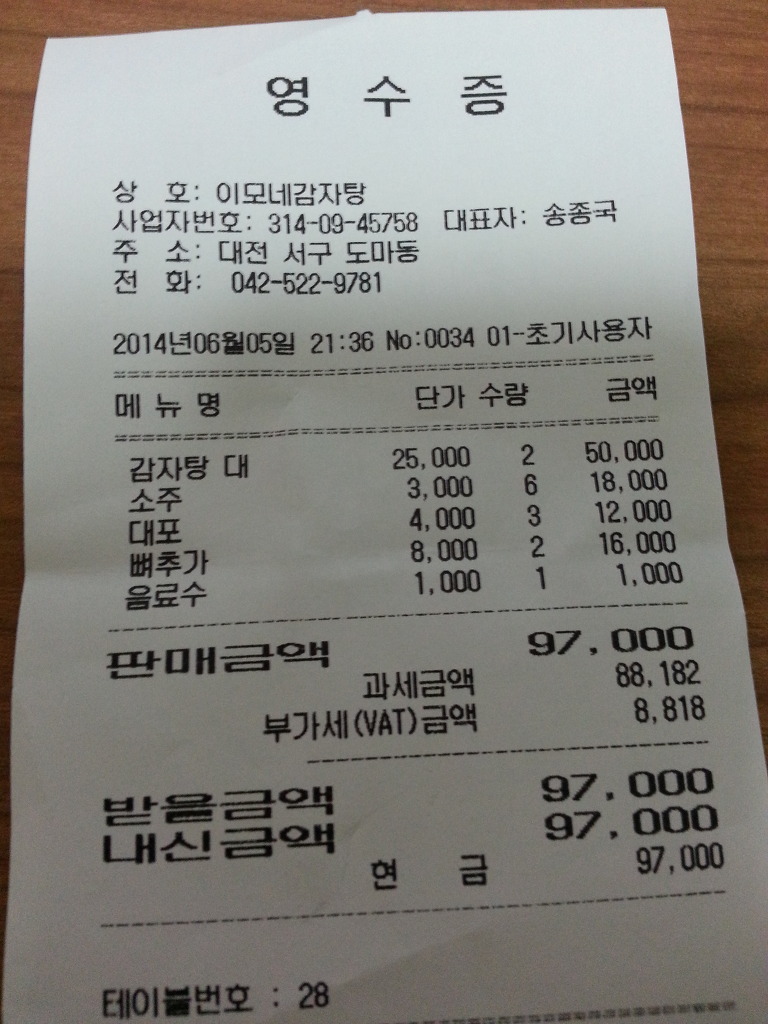 영 수 증
상 호: 이모네감자탕
사업자번호: 314-09-45758 대표자: 송종국
주 소: 대전 서구 도마동
전 화: 042-522-9781
2014년06월05일 21:36 No:0034 01-초기사용자
메 뉴 명 단가 수량 금액
감자탕 대 25,000 2 50,000
소주 3,000 6 18,000
대포 4,000 3 12,000
뼈추가 8,000 2 16,000
음료수 1,000 1 1,000
판매금액 97,000
과세금액 88,182
부가세(VAT)금액 8,818
받을금액 97,000
내신금액 97,000
현 금 97,000
테이블번호 : 28